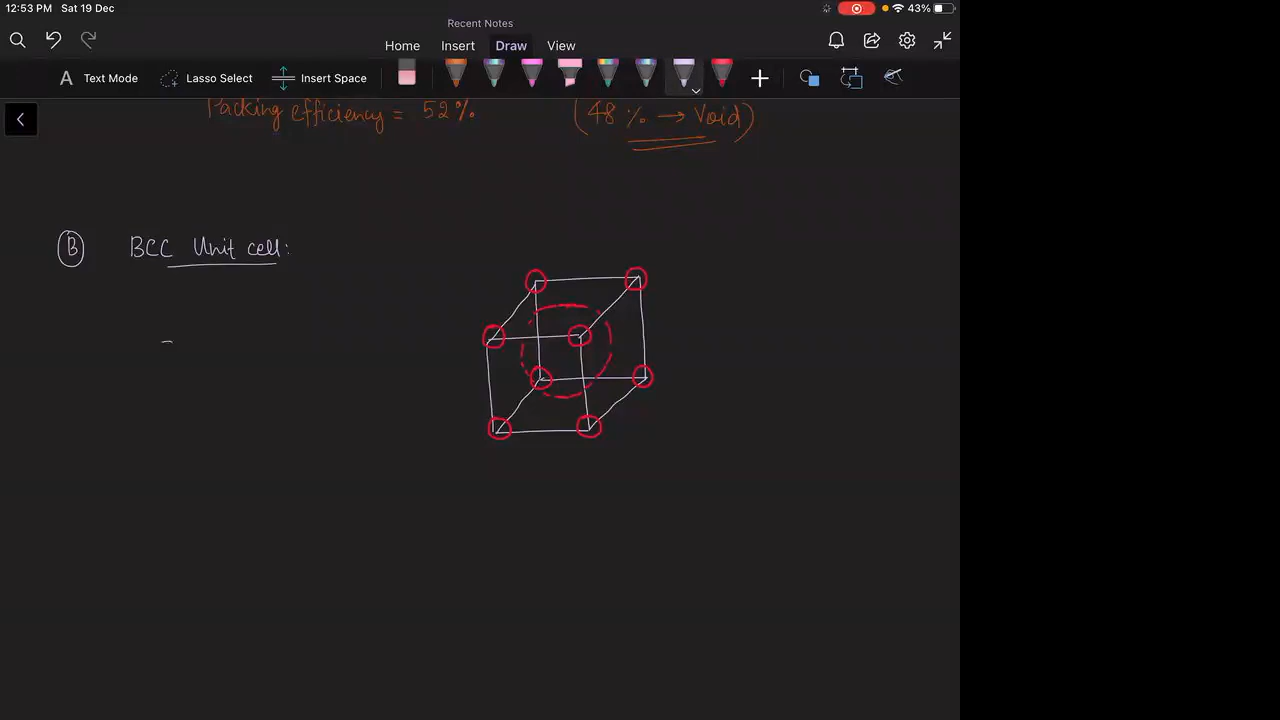 12:53 PM Sat 19 Dec 43%
Recent Notes
Home Insert Draw View
A Text Mode Lasso Select Insert Space
Packing efficiency = 52% (48 % → Void)
B BCC Unit cell: